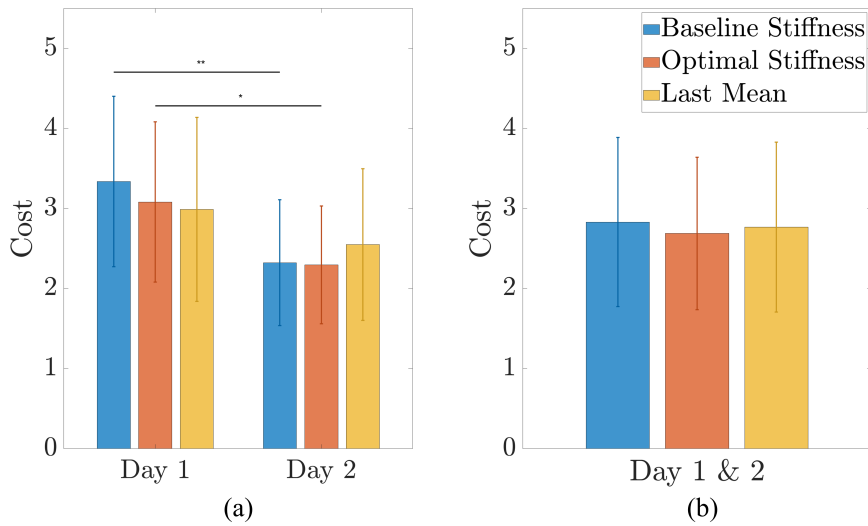 5
4
3
2
1
0
Cost
**
*
Day 1
Day 2
(a)
5
4
3
2
1
0
Cost
Baseline Stiffness
Optimal Stiffness
Last Mean
Day 1 & 2
(b)